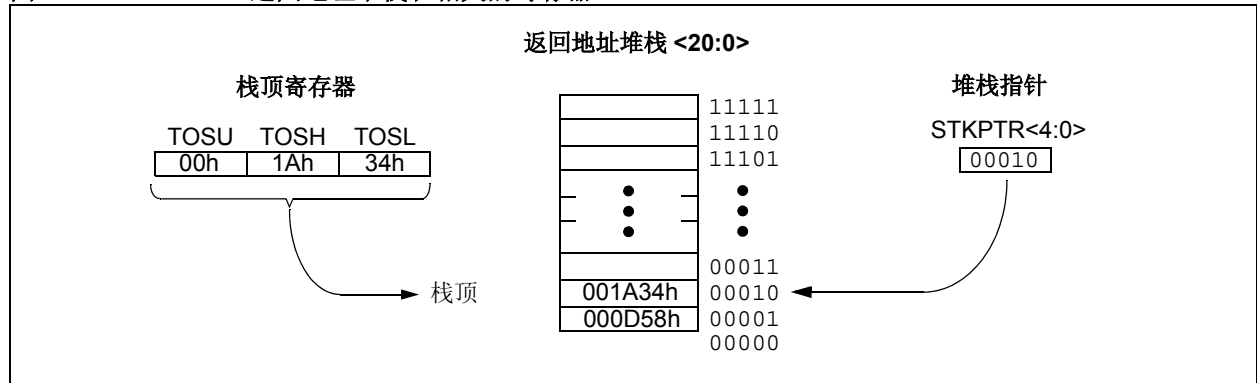 返回地址堆栈 <20:0>
栈顶寄存器
TOSU TOSH TOSL
00h 1Ah 34h
栈顶
11111
11110
11101
00011
001A34h 00010
000D58h 00001
00000
堆栈指针
STKPTR<4:0>
00010